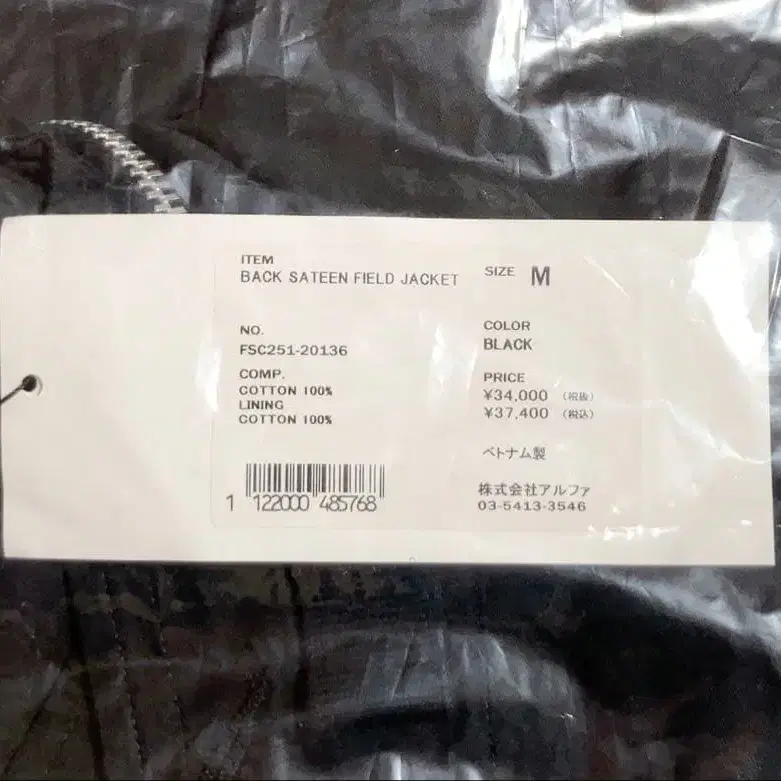 ITEM
BACK SATEEN FIELD JACKET
SIZE M
NO.
FSC251-20136
COLOR
BLACK
COMP.
COTTON 100%
LINING
COTTON 100%
PRICE
¥34,000 (税抜)
¥37,400 (税込)
ベトナム製
1 122000 485768
株式会社アルファ
03-5413-3546